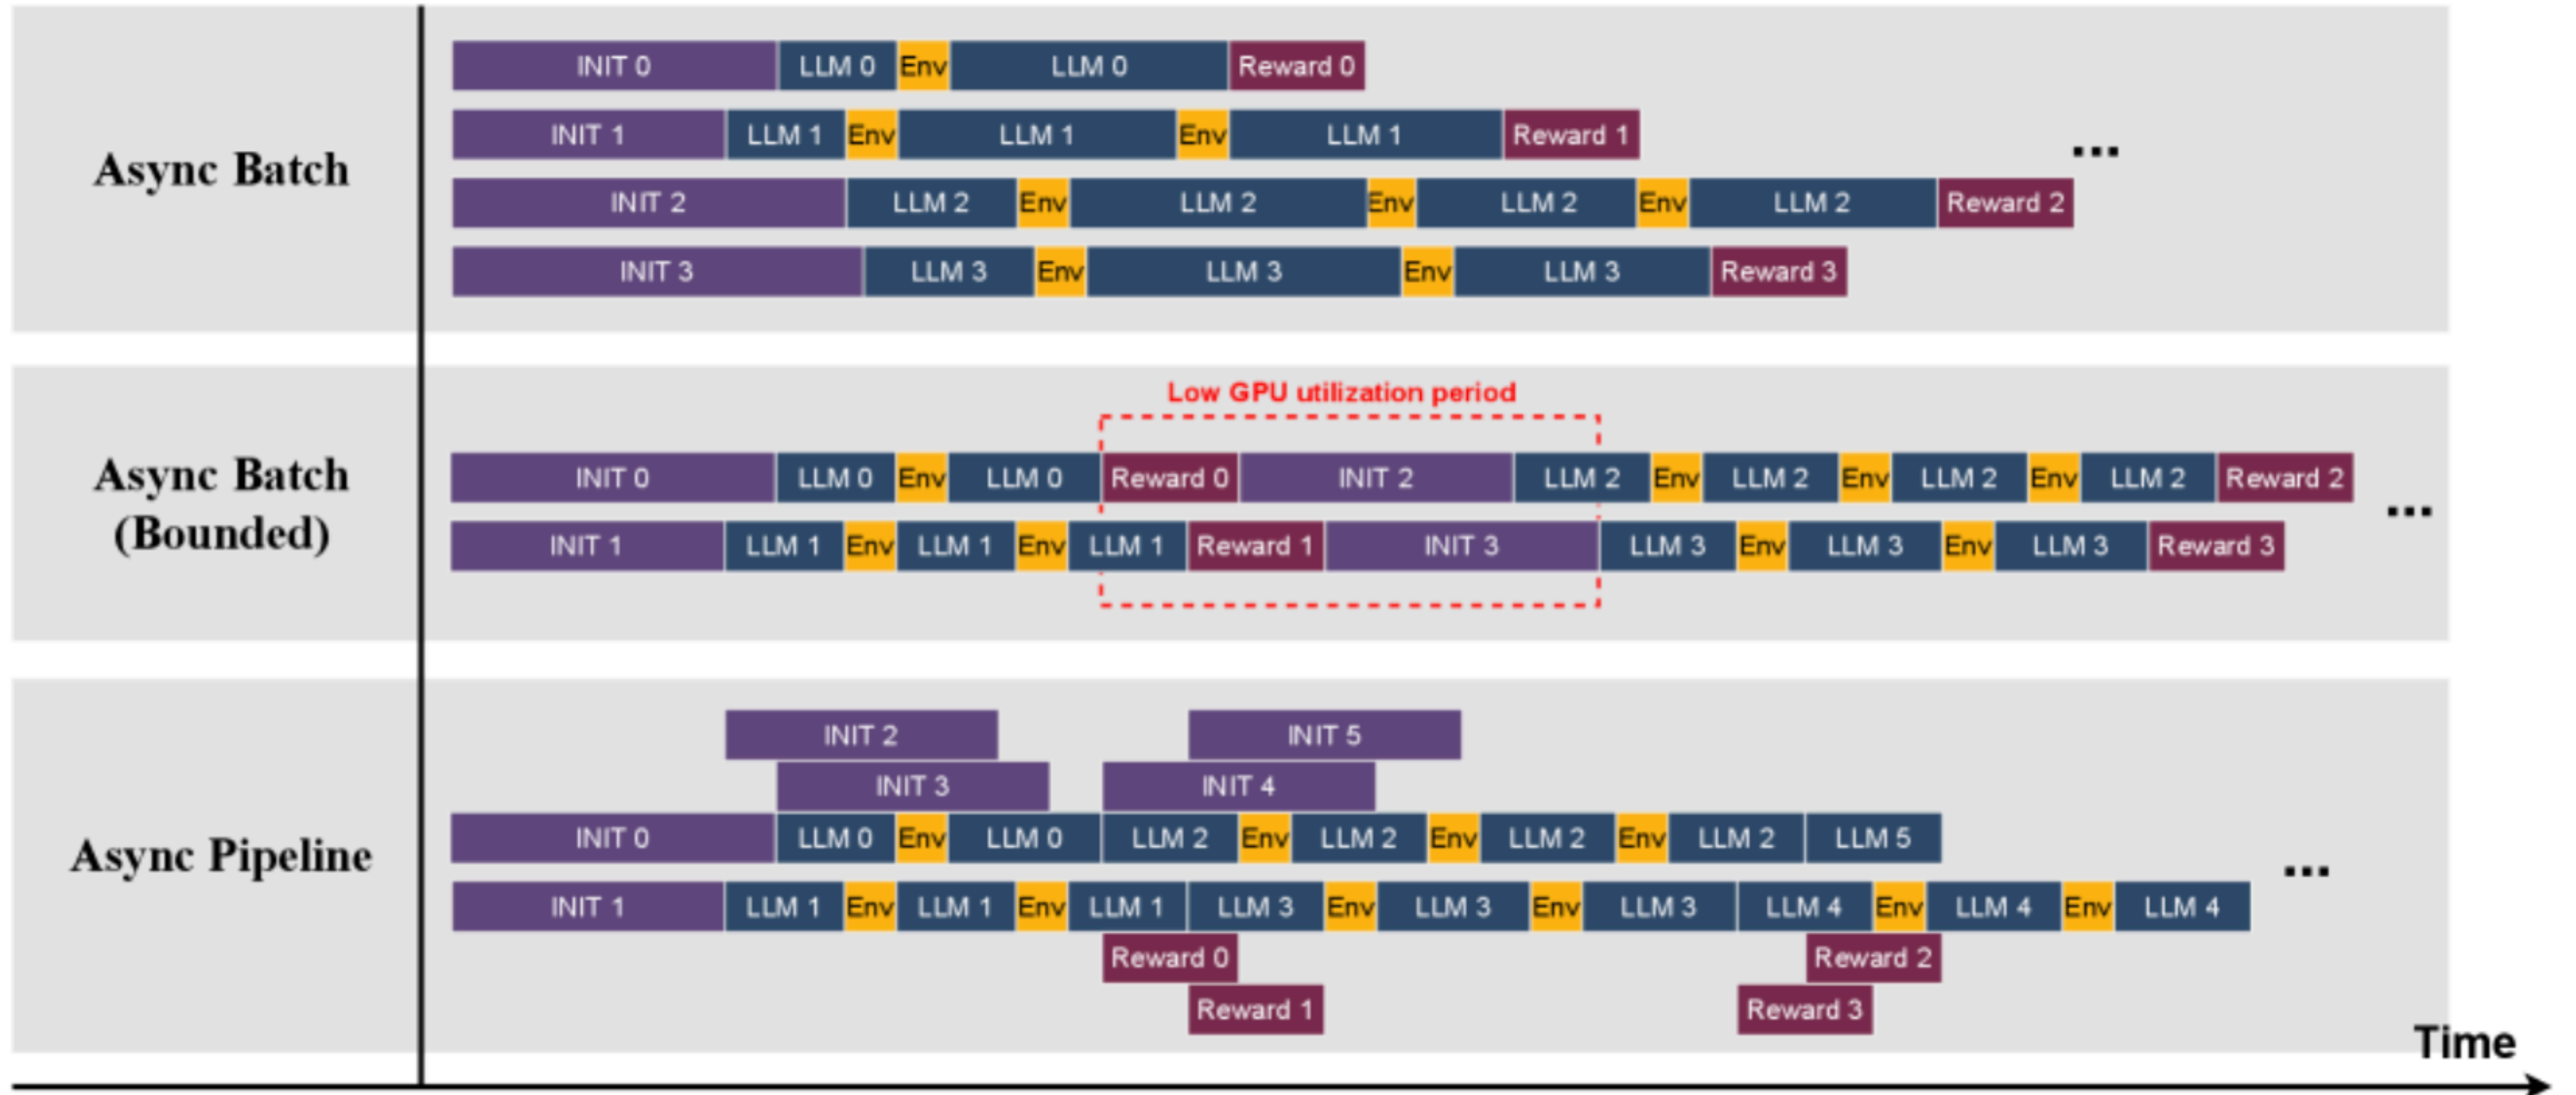 INIT 0 LLM 0 Env LLM 0 Reward 0
INIT 1 LLM 1 Env LLM 1 Env LLM 1 Reward 1
...
Async Batch
INIT 2 LLM 2 Env LLM 2 Env LLM 2 Env LLM 2 Reward 2
INIT 3 LLM 3 Env LLM 3 Env LLM 3 Reward 3
Low GPU utilization period
Async Batch
(Bounded)
INIT 0 LLM 0 Env LLM 0 Reward 0 INIT 2 LLM 2 Env LLM 2 Env LLM 2 Env LLM 2 Reward 2
...
INIT 1 LLM 1 Env LLM 1 Env LLM 1 Reward 1 INIT 3 LLM 3 Env LLM 3 Env LLM 3 Reward 3
INIT 2 INIT 5
INIT 3 INIT 4
Async Pipeline
INIT 0 LLM 0 Env LLM 0 LLM 2 Env LLM 2 Env LLM 2 Env LLM 2 LLM 5
...
INIT 1 LLM 1 Env LLM 1 Env LLM 1 LLM 3 Env LLM 3 Env LLM 3 LLM 4 Env LLM 4 Env LLM 4
Reward 0 Reward 2
Reward 1 Reward 3
Time